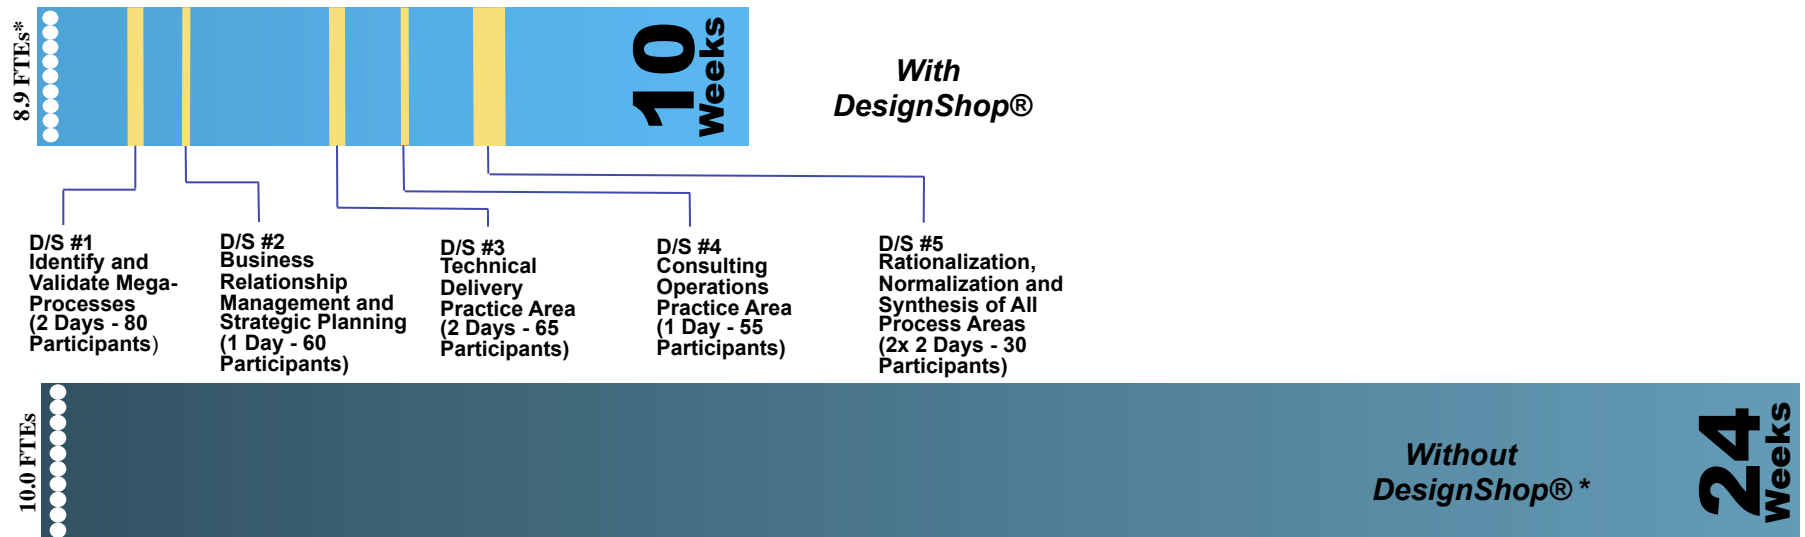 8.9 FTEs*
10
Weeks
With
DesignShop®
D/S #1
Identify and
Validate Mega-
Processes
(2 Days - 80
Participants)
D/S #2
Business
Relationship
Management and
Strategic Planning
(1 Day - 60
Participants)
D/S #3
Technical
Delivery
Practice Area
(2 Days - 65
Participants)
D/S #4
Consulting
Operations
Practice Area
(1 Day - 55
Participants)
D/S #5
Rationalization,
Normalization and
Synthesis of All
Process Areas
(2x 2 Days - 30
Participants)
10.0 FTEs
Without
DesignShop® *
24
Weeks